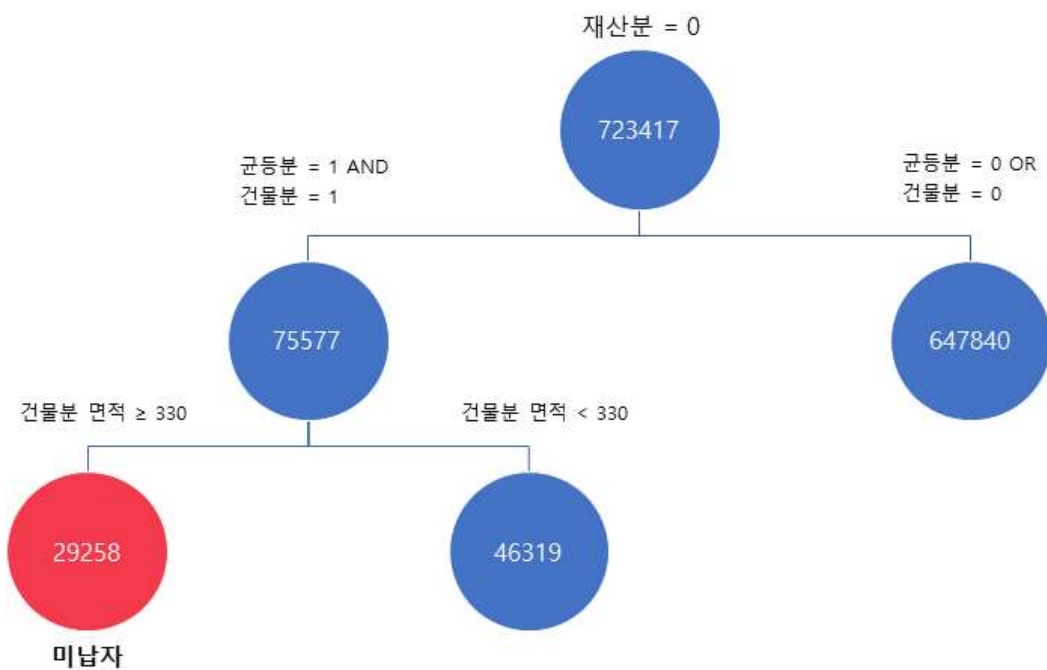 재산분 = 0
723417
균등분 = 1 AND
건물분 = 1
균등분 = 0 OR
건물분 = 0
75577
647840
건물분 면적 ≥ 330
건물분 면적 < 330
29258
46319
미납자